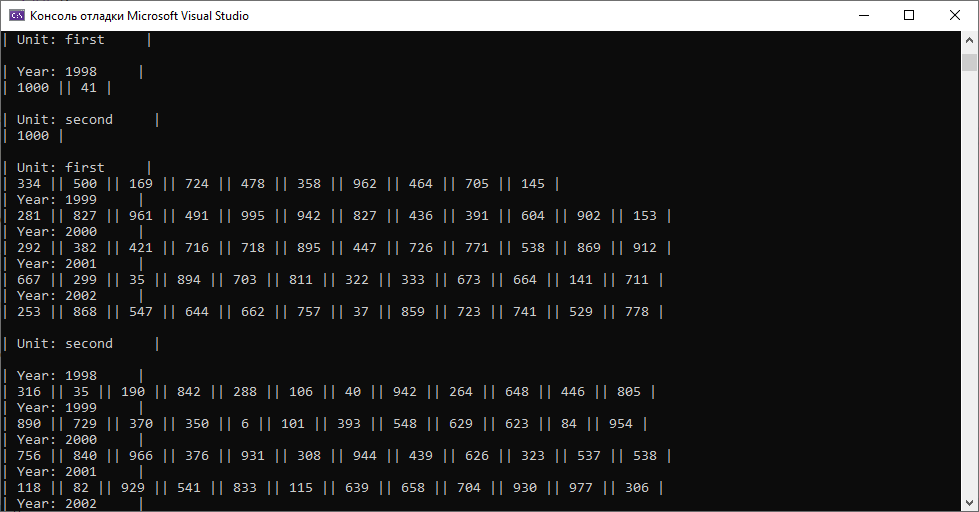 Консоль отладки Microsoft Visual Studio
| Unit: first     |
| Year: 1998     |
| 1000 || 41 |
| Unit: second     |
| 1000 |
| Unit: first     |
| 334 || 500 || 169 || 724 || 478 || 358 || 962 || 464 || 705 || 145 |
| Year: 1999     |
| 281 || 827 || 961 || 491 || 995 || 942 || 827 || 436 || 391 || 604 || 902 || 153 |
| Year: 2000     |
| 292 || 382 || 421 || 716 || 718 || 895 || 447 || 726 || 771 || 538 || 869 || 912 |
| Year: 2001     |
| 667 || 299 || 35 || 894 || 703 || 811 || 322 || 333 || 673 || 664 || 141 || 711 |
| Year: 2002     |
| 253 || 868 || 547 || 644 || 662 || 757 || 37 || 859 || 723 || 741 || 529 || 778 |
| Unit: second     |
| Year: 1998     |
| 316 || 35 || 190 || 842 || 288 || 106 || 40 || 942 || 264 || 648 || 446 || 805 |
| Year: 1999     |
| 890 || 729 || 370 || 350 || 6 || 101 || 393 || 548 || 629 || 623 || 84 || 954 |
| Year: 2000     |
| 756 || 840 || 966 || 376 || 931 || 308 || 944 || 439 || 626 || 323 || 537 || 538 |
| Year: 2001     |
| 118 || 82 || 929 || 541 || 833 || 115 || 639 || 658 || 704 || 930 || 977 || 306 |
| Year: 2002     |